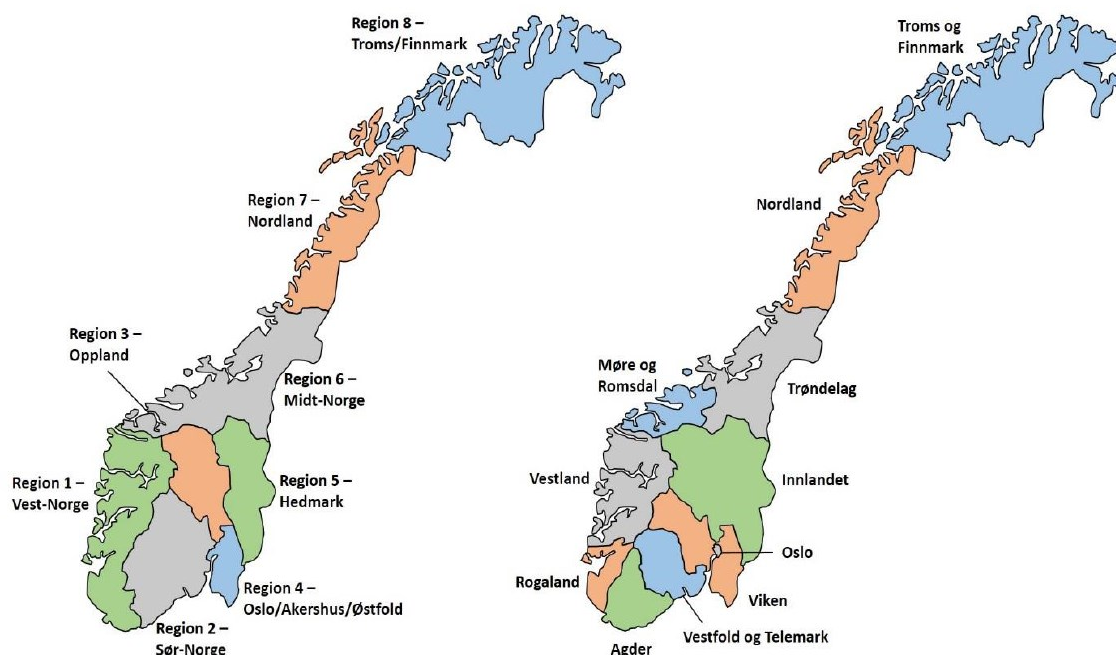 Region 8 –
Troms/Finnmark
Region 7 –
Nordland
Region 3 –
Oppland
Region 6 –
Midt-Norge
Region 1 –
Vest-Norge
Region 5 –
Hedmark
Region 4 –
Oslo/Akershus/Østfold
Region 2 –
Sør-Norge
Troms og
Finnmark
Nordland
Møre og
Romsdal
Trøndelag
Vestland
Innlandet
Oslo
Rogaland
Viken
Vestfold og Telemark
Agder